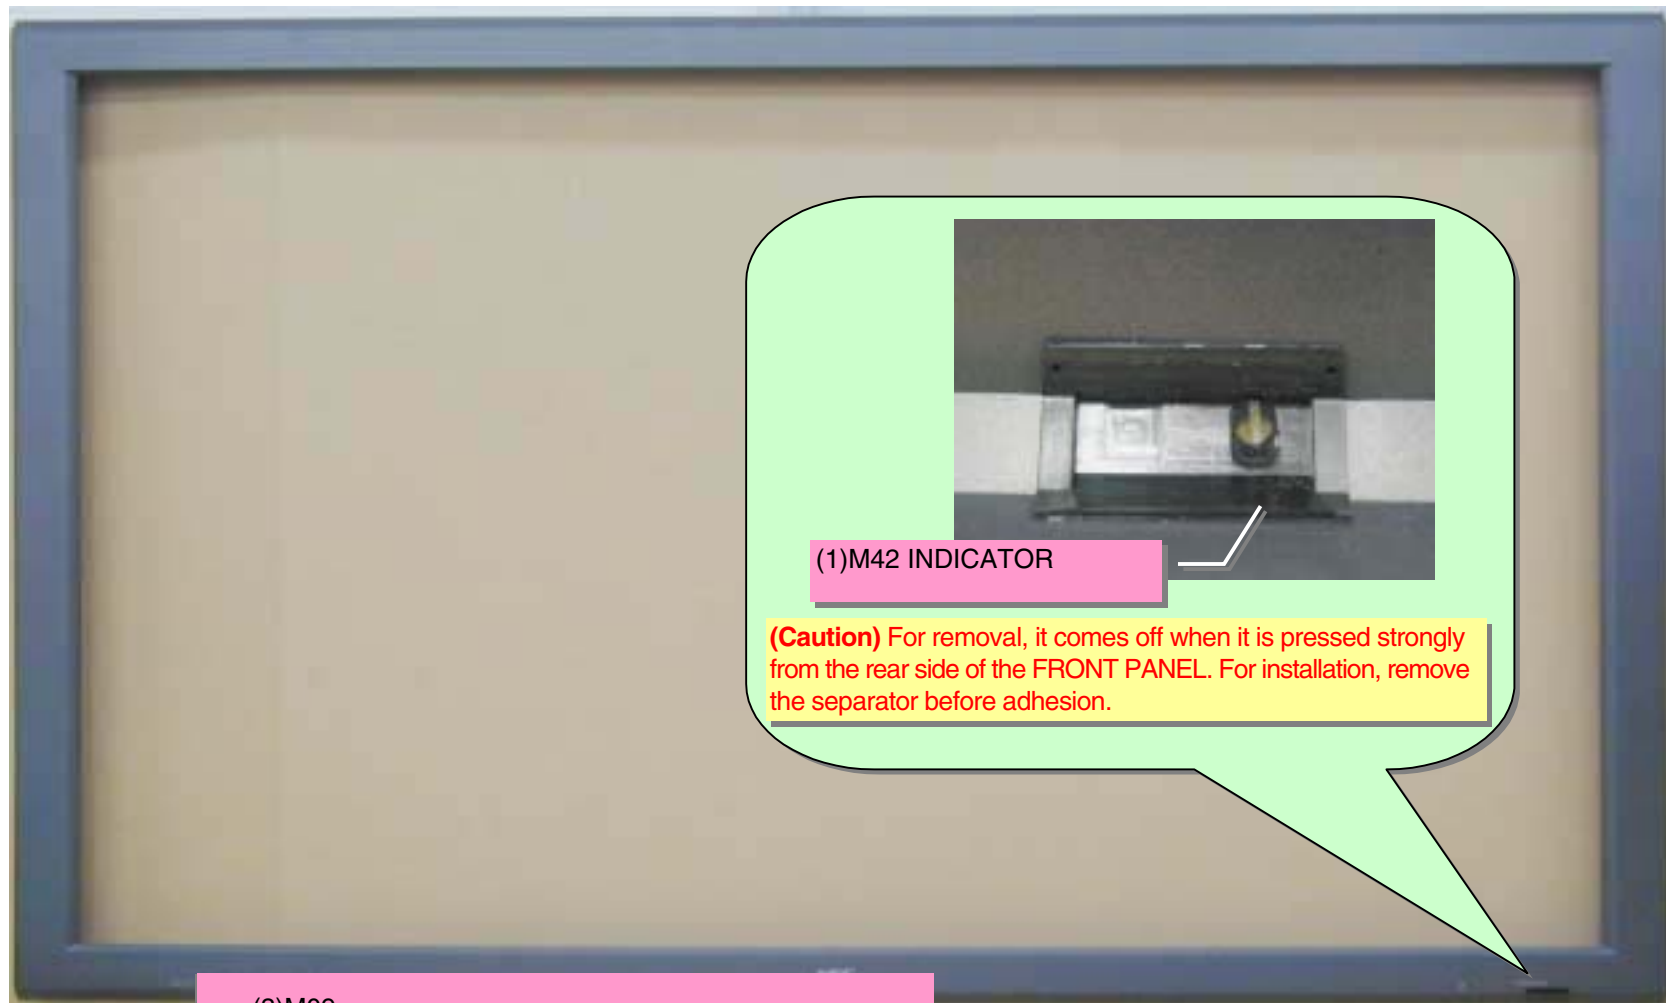 (1)M42 INDICATOR
(Caution) For removal, it comes off when it is pressed strongly
from the rear side of the FRONT PANEL. For installation, remove
the separator before adhesion.